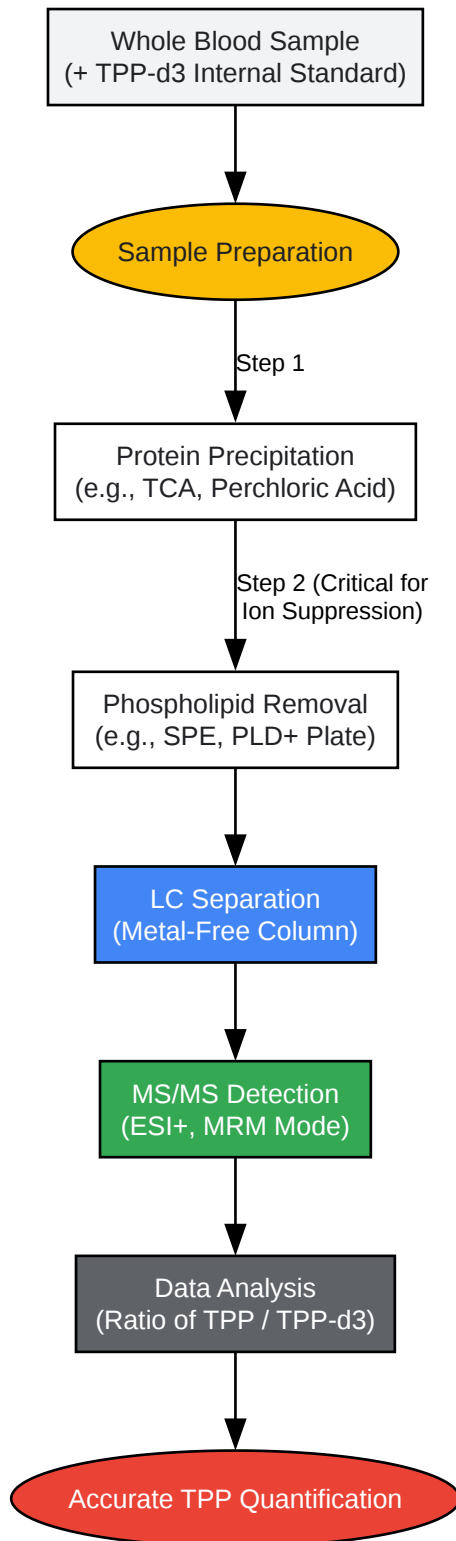 Whole Blood Sample
(+ TPP-d3 Internal Standard)
Sample Preparation
Step 1
Protein Precipitation
(e.g., TCA, Perchloric Acid)
Step 2 (Critical for
Ion Suppression)
Phospholipid Removal
(e.g., SPE, PLD+ Plate)
LC Separation
(Metal-Free Column)
MS/MS Detection
(ESI+, MRM Mode)
Data Analysis
(Ratio of TPP / TPP-d3)
Accurate TPP Quantification